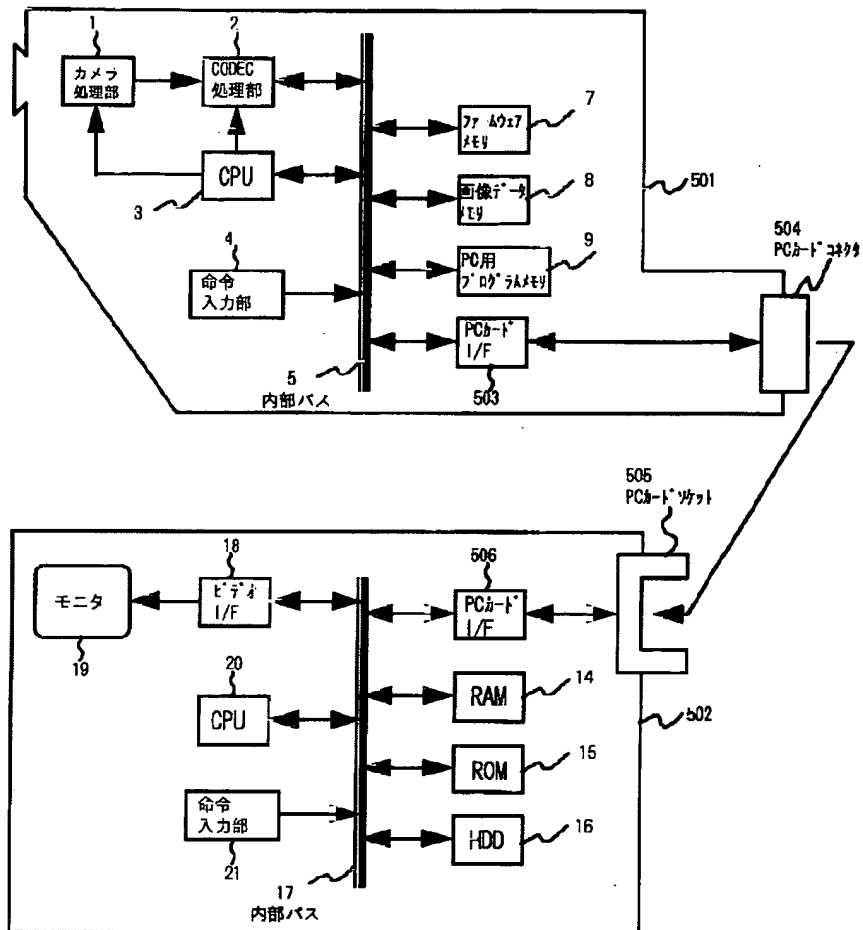 1
カメラ
処理部
2
CODEC
処理部
CPU
3
4
命令
入力部
5
内部バス
7
ファームウェア
メモリ
8
画像データ
メモリ
9
PC用
プログラムメモリ
PCカード
I/F
503
501
504
PCカードコネクタ
505
PCカードソケット
18
ビデオ
I/F
モニタ
19
20
CPU
命令
入力部
21
17
内部バス
506
PCカード
I/F
RAM
14
ROM
15
HDD
16
502